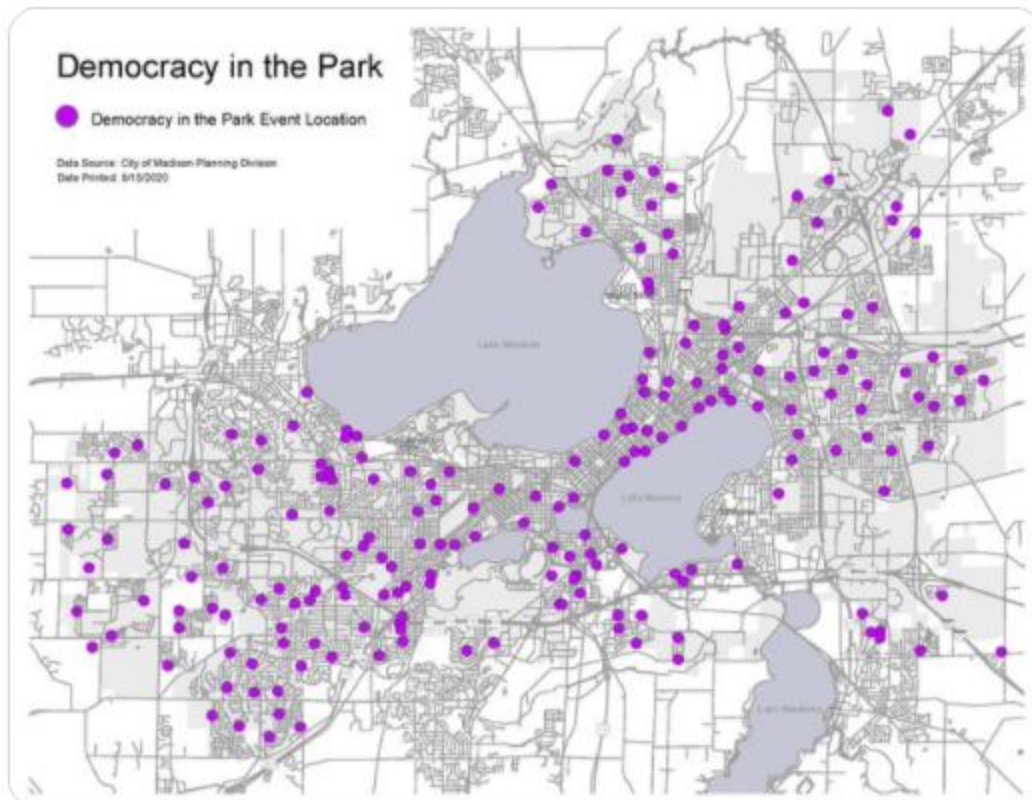 Democracy in the Park
Democracy in the Park Event Location
Data Source: City of Madison Planning Division
Date Printed: 9/15/2020
Lake Mendota
Lake Monona